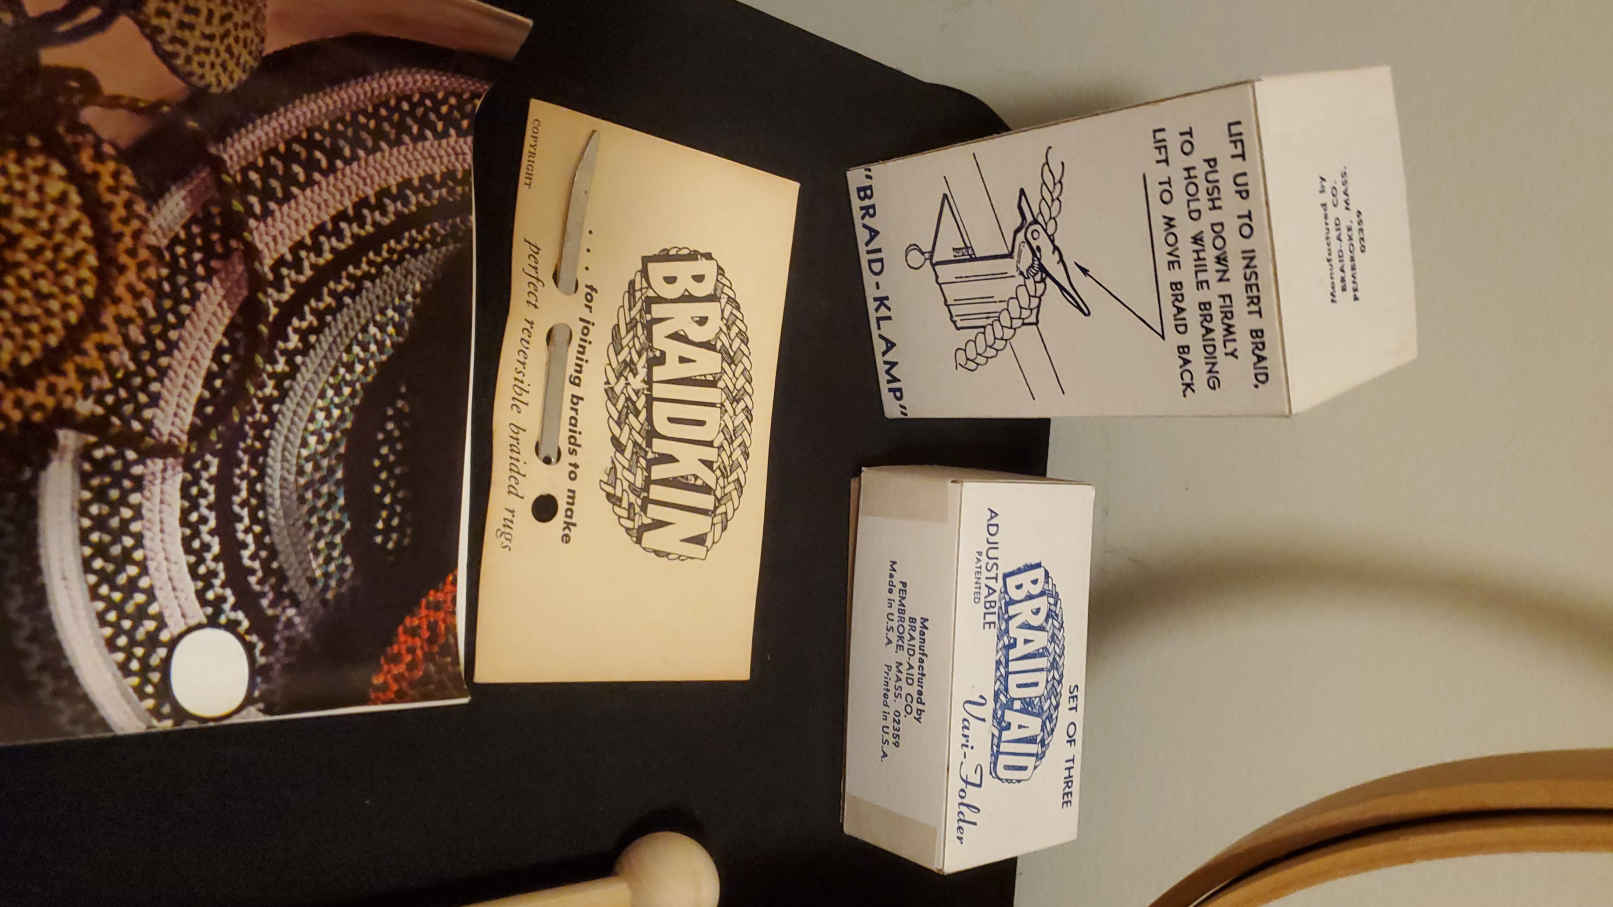 COPYRIGHT
BRAIDKIN
. . . for joining braids to make
perfect reversible braided rugs
LIFT UP TO INSERT BRAID,
PUSH DOWN FIRMLY
TO HOLD WHILE BRAIDING
LIFT TO MOVE BRAID BACK
"BRAID-KLAMP"
Manufactured by
BRAID-AID CO.
PEMBROKE, MASS.
02359
SET OF THREE
BRAID-AID
ADJUSTABLE
PATENTED
Vari-Folder
Manufactured by
BRAID-AID CO.
PEMBROKE, MASS. 02359
Made in U.S.A. Printed in U.S.A.